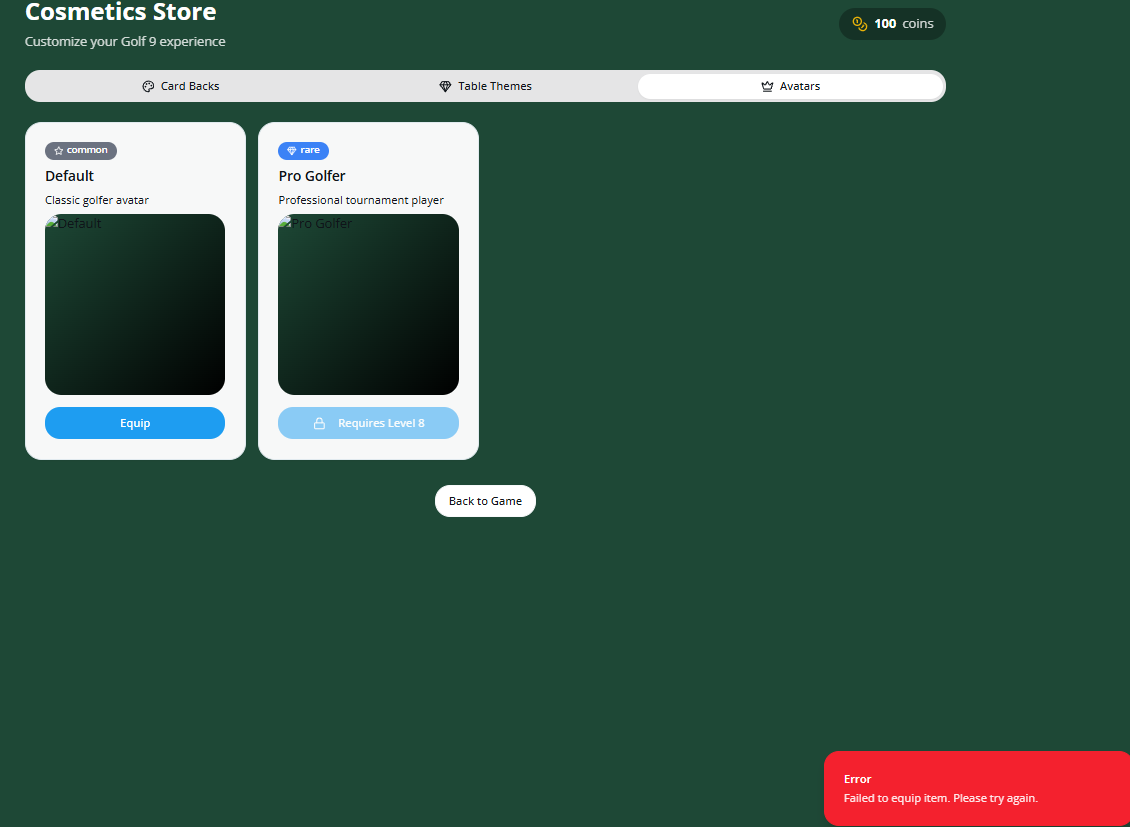 Cosmetics Store
Customize your Golf 9 experience
100 coins
Card Backs
Table Themes
Avatars
common
Default
Classic golfer avatar
Default
Equip
rare
Pro Golfer
Professional tournament player
Pro Golfer
Requires Level 8
Back to Game
Error
Failed to equip item. Please try again.